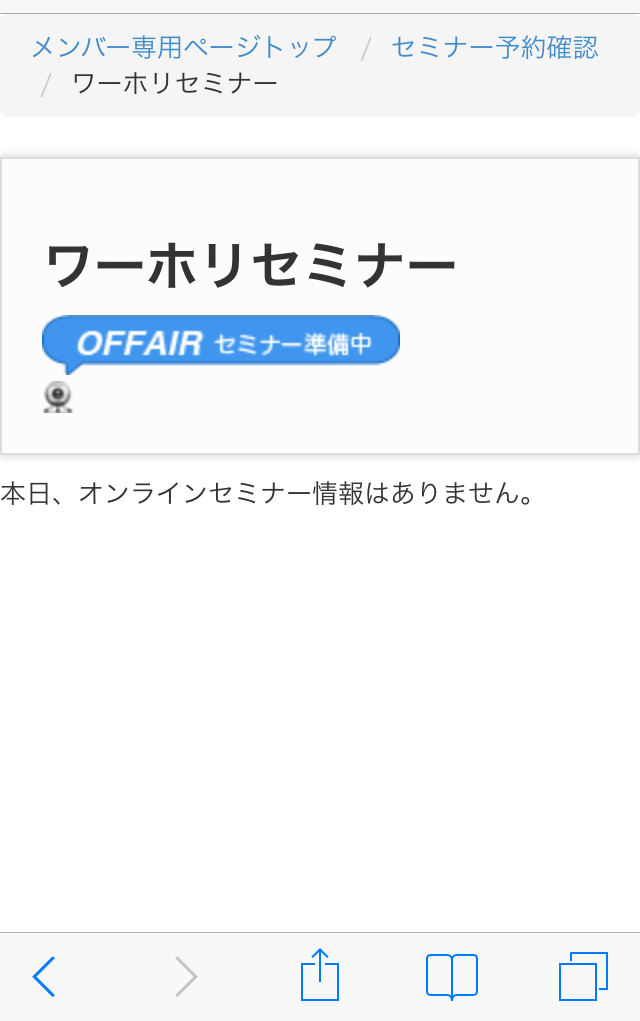 メンバー専用ページトップ / セミナー予約確認
/ ワーホリセミナー
ワーホリセミナー
OFFAIR セミナー準備中
本日、オンラインセミナー情報はありません。